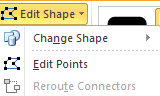 Edit Shape
Change Shape
Edit Points
Reroute Connectors